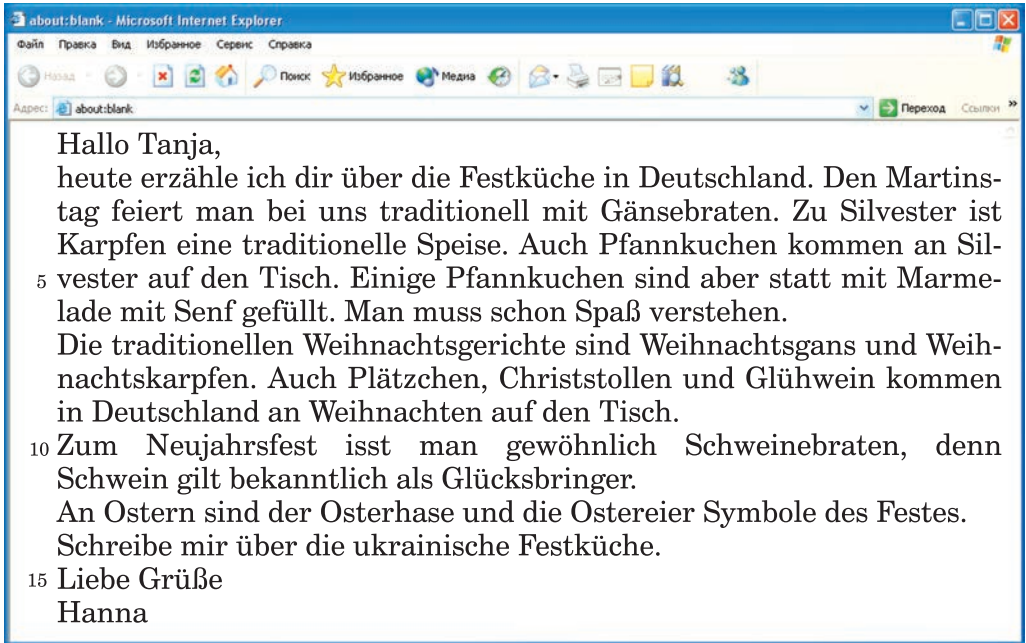 about:blank - Microsoft Internet Explorer
Файл Правка Вид Избранное Сервис Справка
Назад Поиск Избранное Медиа
Адрес: about:blank Переход Ссылки »
Hallo Tanja,
heute erzähle ich dir über die Festküche in Deutschland. Den Martins-
tag feiert man bei uns traditionell mit Gänsebraten. Zu Silvester ist
Karpfen eine traditionelle Speise. Auch Pfannkuchen kommen an Sil-
5 vester auf den Tisch. Einige Pfannkuchen sind aber statt mit Marme-
lade mit Senf gefüllt. Man muss schon Spaß verstehen.
Die traditionellen Weihnachtsgerichte sind Weihnachtsgans und Weih-
nachtskarpfen. Auch Plätzchen, Christstollen und Glühwein kommen
in Deutschland an Weihnachten auf den Tisch.
10 Zum Neujahrsfest isst man gewöhnlich Schweinebraten, denn
Schwein gilt bekanntlich als Glücksbringer.
An Ostern sind der Osterhase und die Ostereier Symbole des Festes.
Schreibe mir über die ukrainische Festküche.
15 Liebe Grüße
Hanna